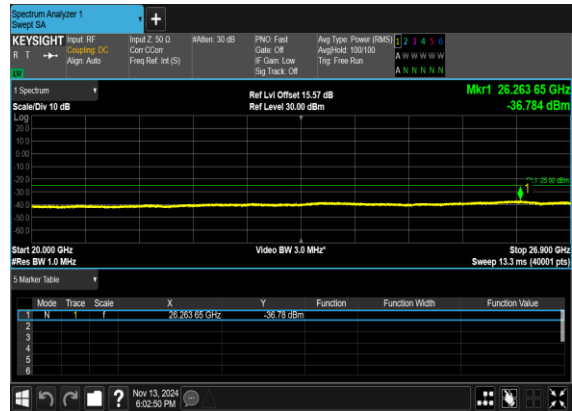 Spectrum Analyzer 1
Swept SA
+
KEYSIGHT Input: RF Input Z: 50 Ω #Atten: 30 dB PNO: Fast Avg Type: Power (RMS) 1 2 3 4 5 6
R T Coupling: DC Corr CCorr Gate: Off Avg|Hold: 100/100 A W W W W W
Align: Auto Freq Ref: Int (S) IF Gain: Low Trig: Free Run
Sig Track: Off A N N N N N
1 Spectrum Ref Lvl Offset 15.57 dB Mkr1 26.263 65 GHz
Scale/Div 10 dB Ref Level 30.00 dBm -36.784 dBm
Log
20.0
10.0
0.00
-10.0
-20.0
-25.00 dBm
-30.0
1
-40.0
-50.0
-60.0
Start 20.000 GHz Video BW 3.0 MHz* Stop 26.900 GHz
#Res BW 1.0 MHz Sweep 13.3 ms (40001 pts)
5 Marker Table
Mode Trace Scale X Y Function Function Width Function Value
1 N 1 f 26.263 65 GHz -36.78 dBm
2
3
4
5
6
? Nov 13, 2024
6:02:50 PM